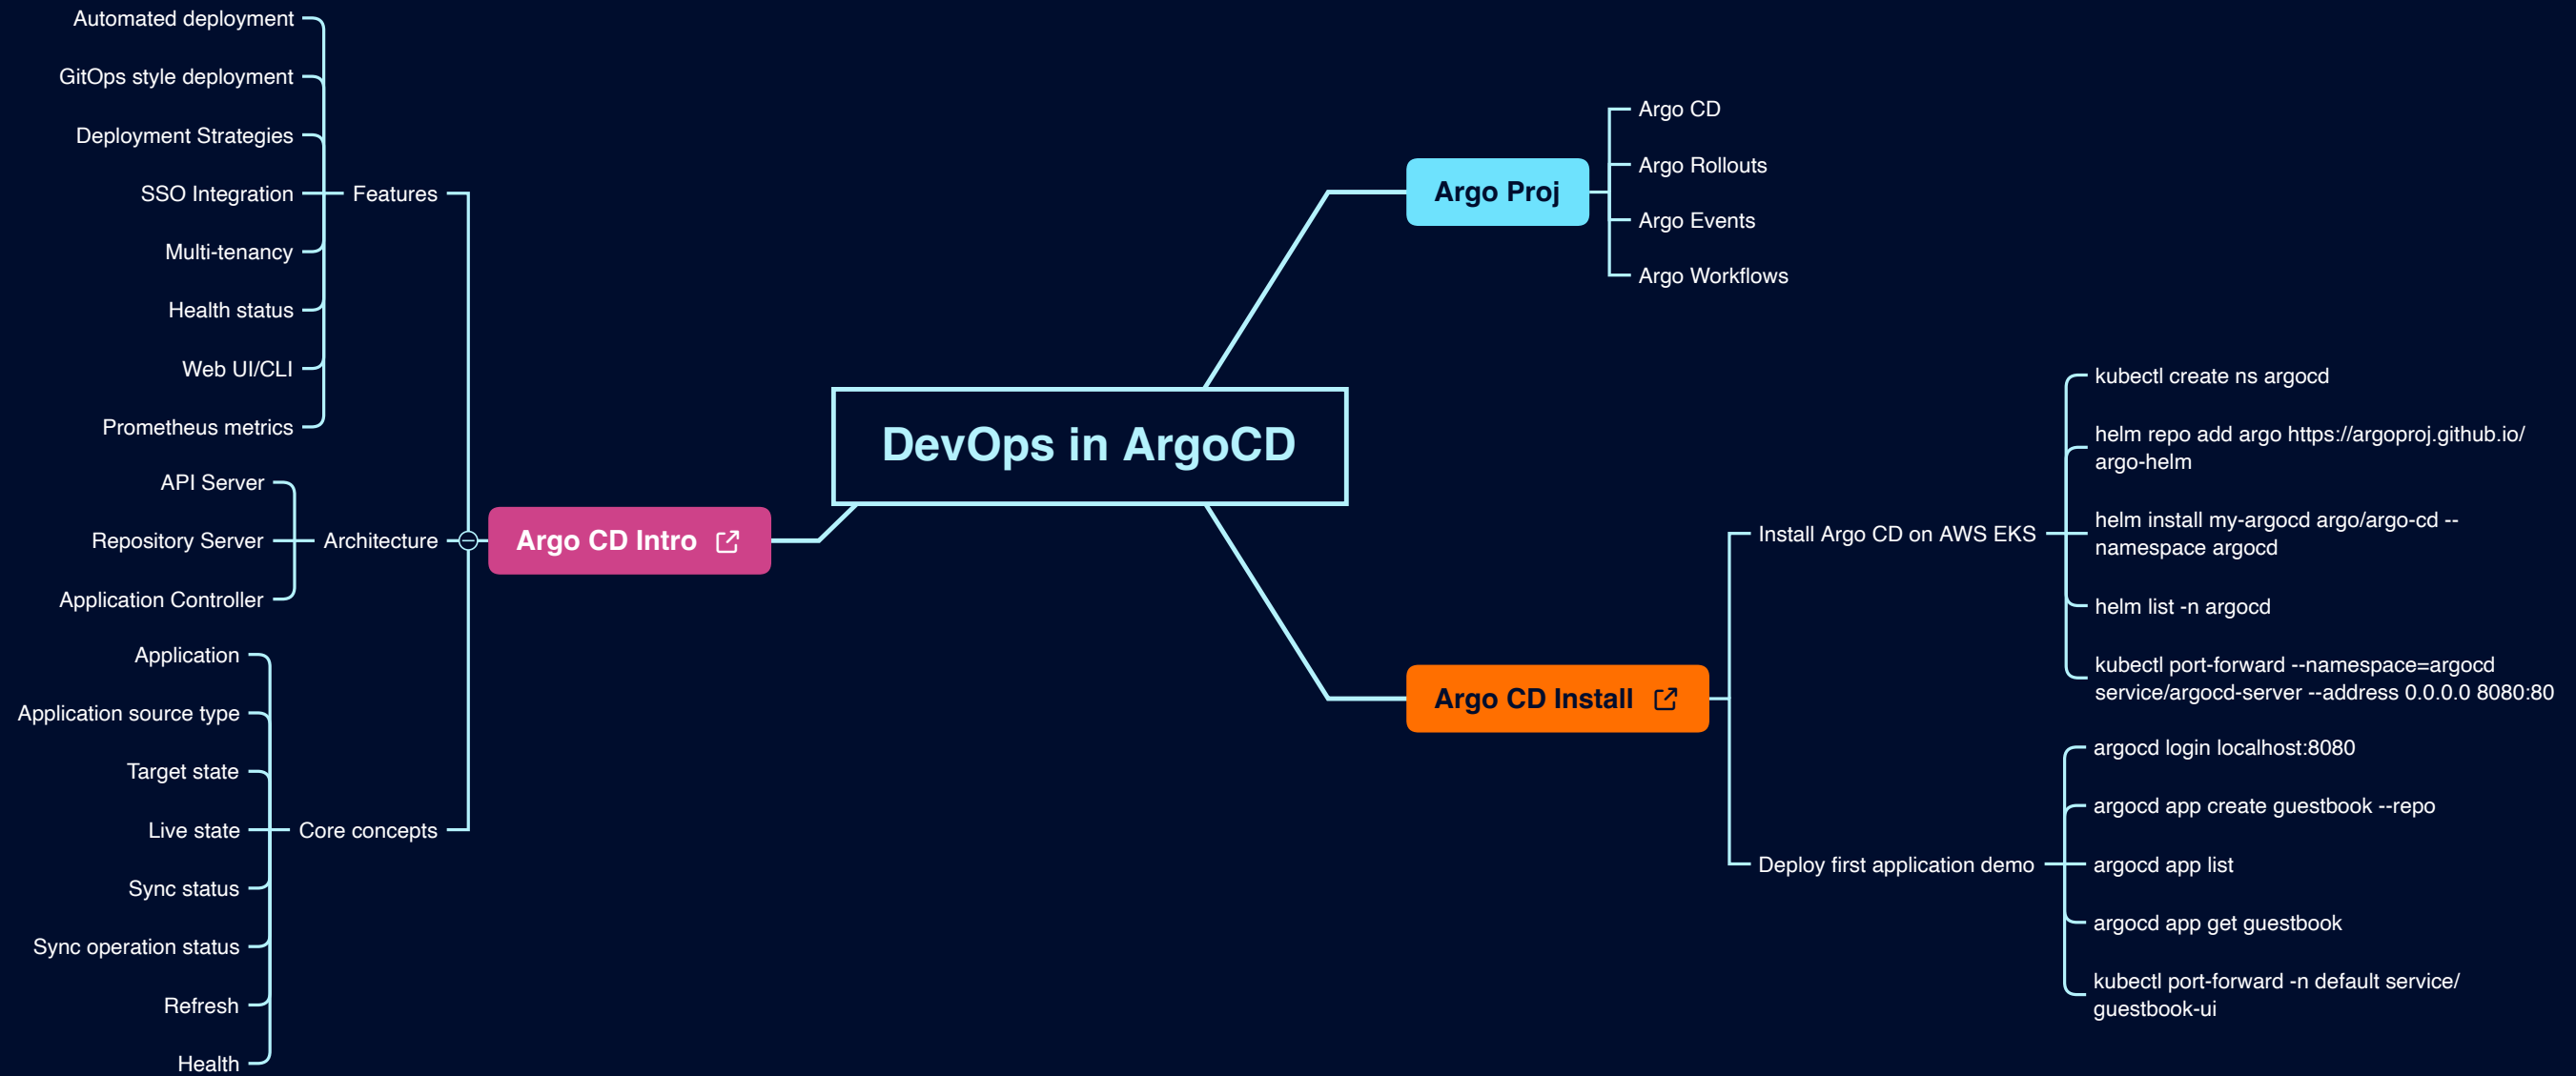 DevOps in ArgoCD
Argo Proj
Argo CD
Argo Rollouts
Argo Events
Argo Workflows
Argo CD Install
Install Argo CD on AWS EKS
kubectl create ns argocd
helm repo add argo https://argoproj.github.io/
argo-helm
helm install my-argocd argo/argo-cd --
namespace argocd
helm list -n argocd
kubectl port-forward --namespace=argocd
service/argocd-server --address 0.0.0.0 8080:80
Deploy first application demo
argocd login localhost:8080
argocd app create guestbook --repo
argocd app list
argocd app get guestbook
kubectl port-forward -n default service/
guestbook-ui
Argo CD Intro
Features
Automated deployment
GitOps style deployment
Deployment Strategies
SSO Integration
Multi-tenancy
Health status
Web UI/CLI
Prometheus metrics
Architecture
API Server
Repository Server
Application Controller
Core concepts
Application
Application source type
Target state
Live state
Sync status
Sync operation status
Refresh
Health